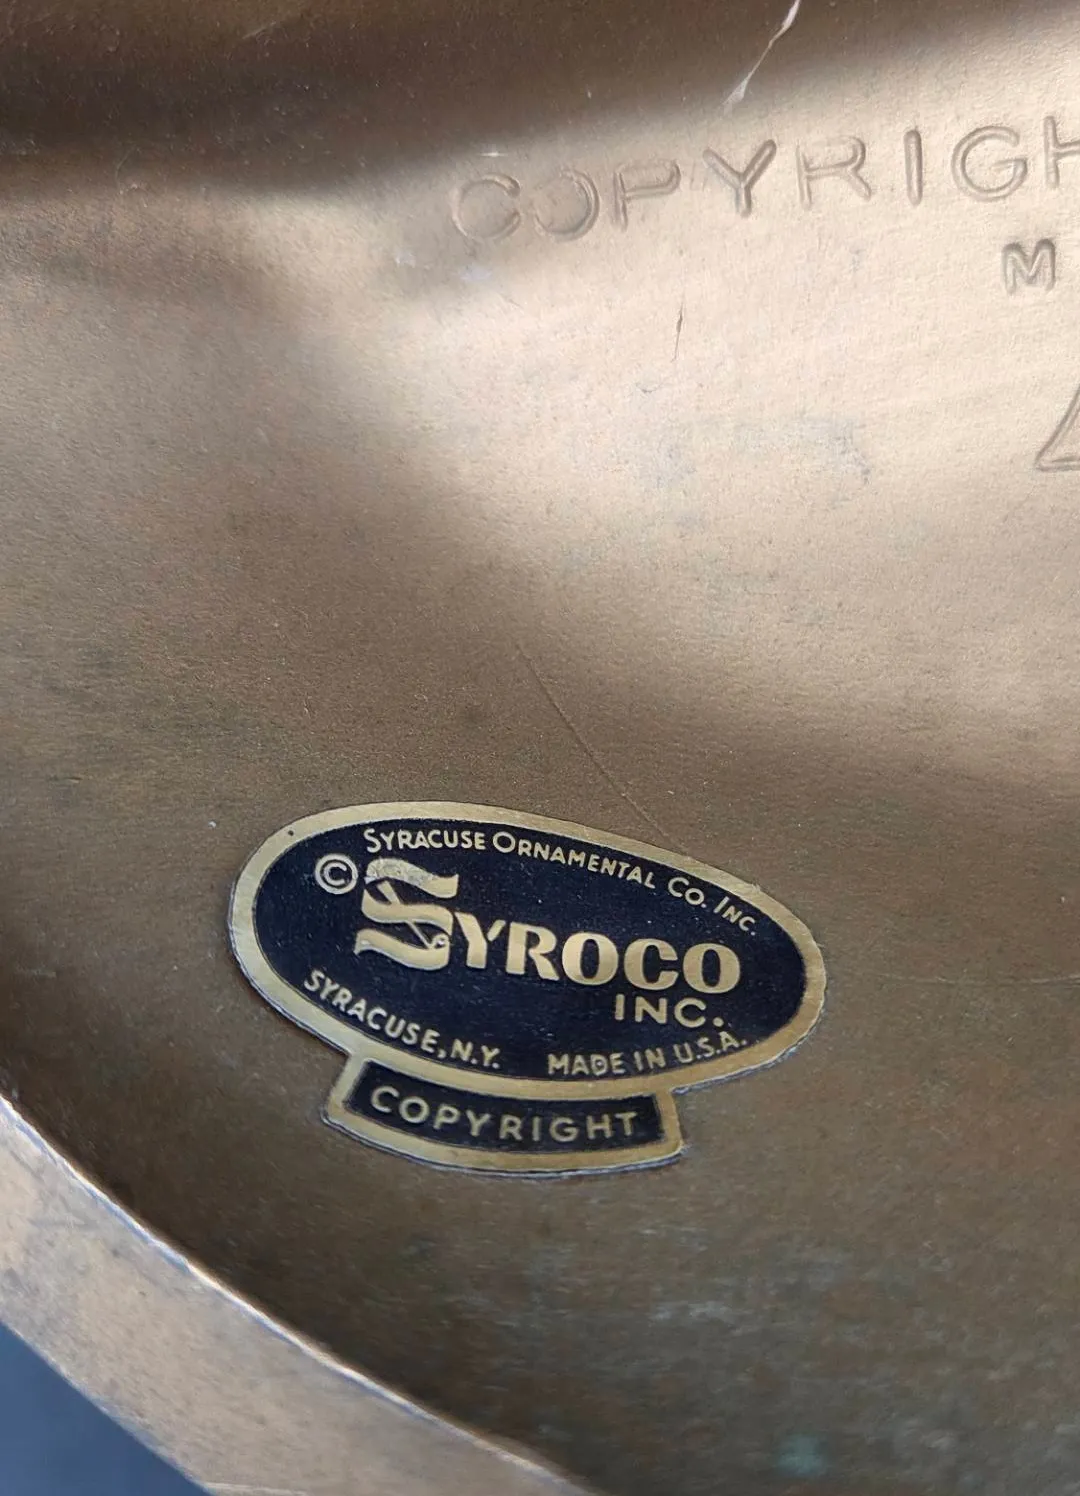 COPYRIGH
M
SYRACUSE ORNAMENTAL CO. INC.
© SYROCO
INC.
SYRACUSE, N.Y. MADE IN U.S.A.
COPYRIGHT